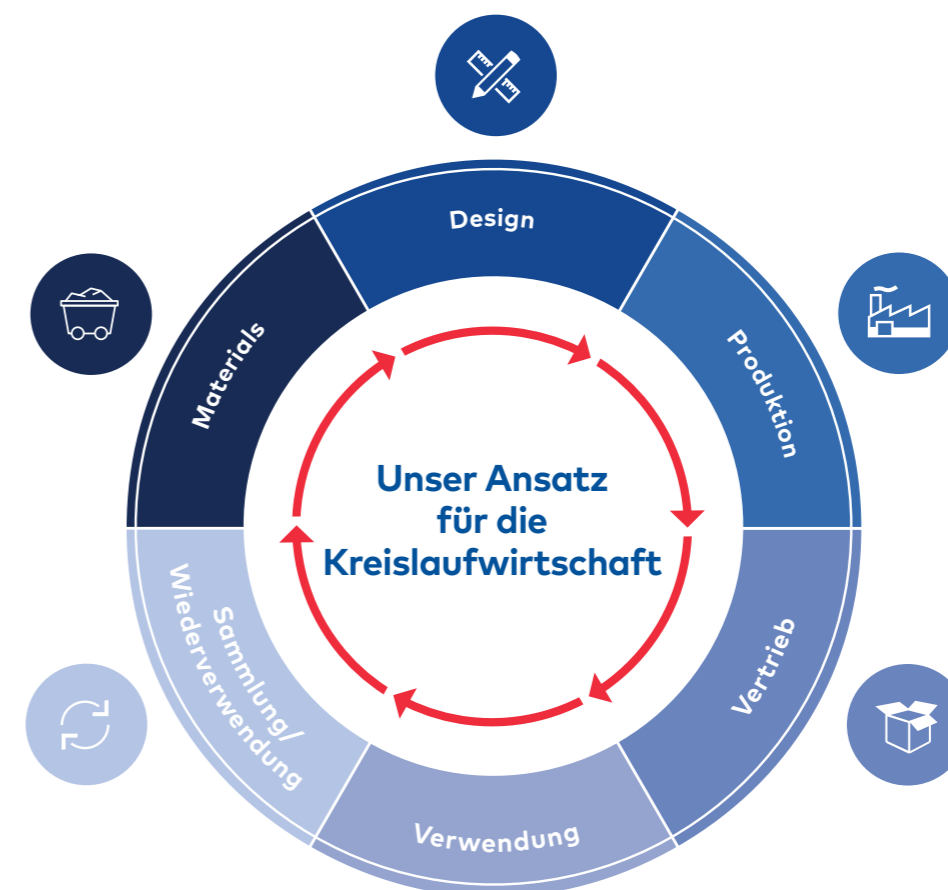 Design
Produktion
Vertrieb
Verwendung
Sammlung/
Wiederverwendung
Materials
Unser Ansatz
für die
Kreislaufwirtschaft